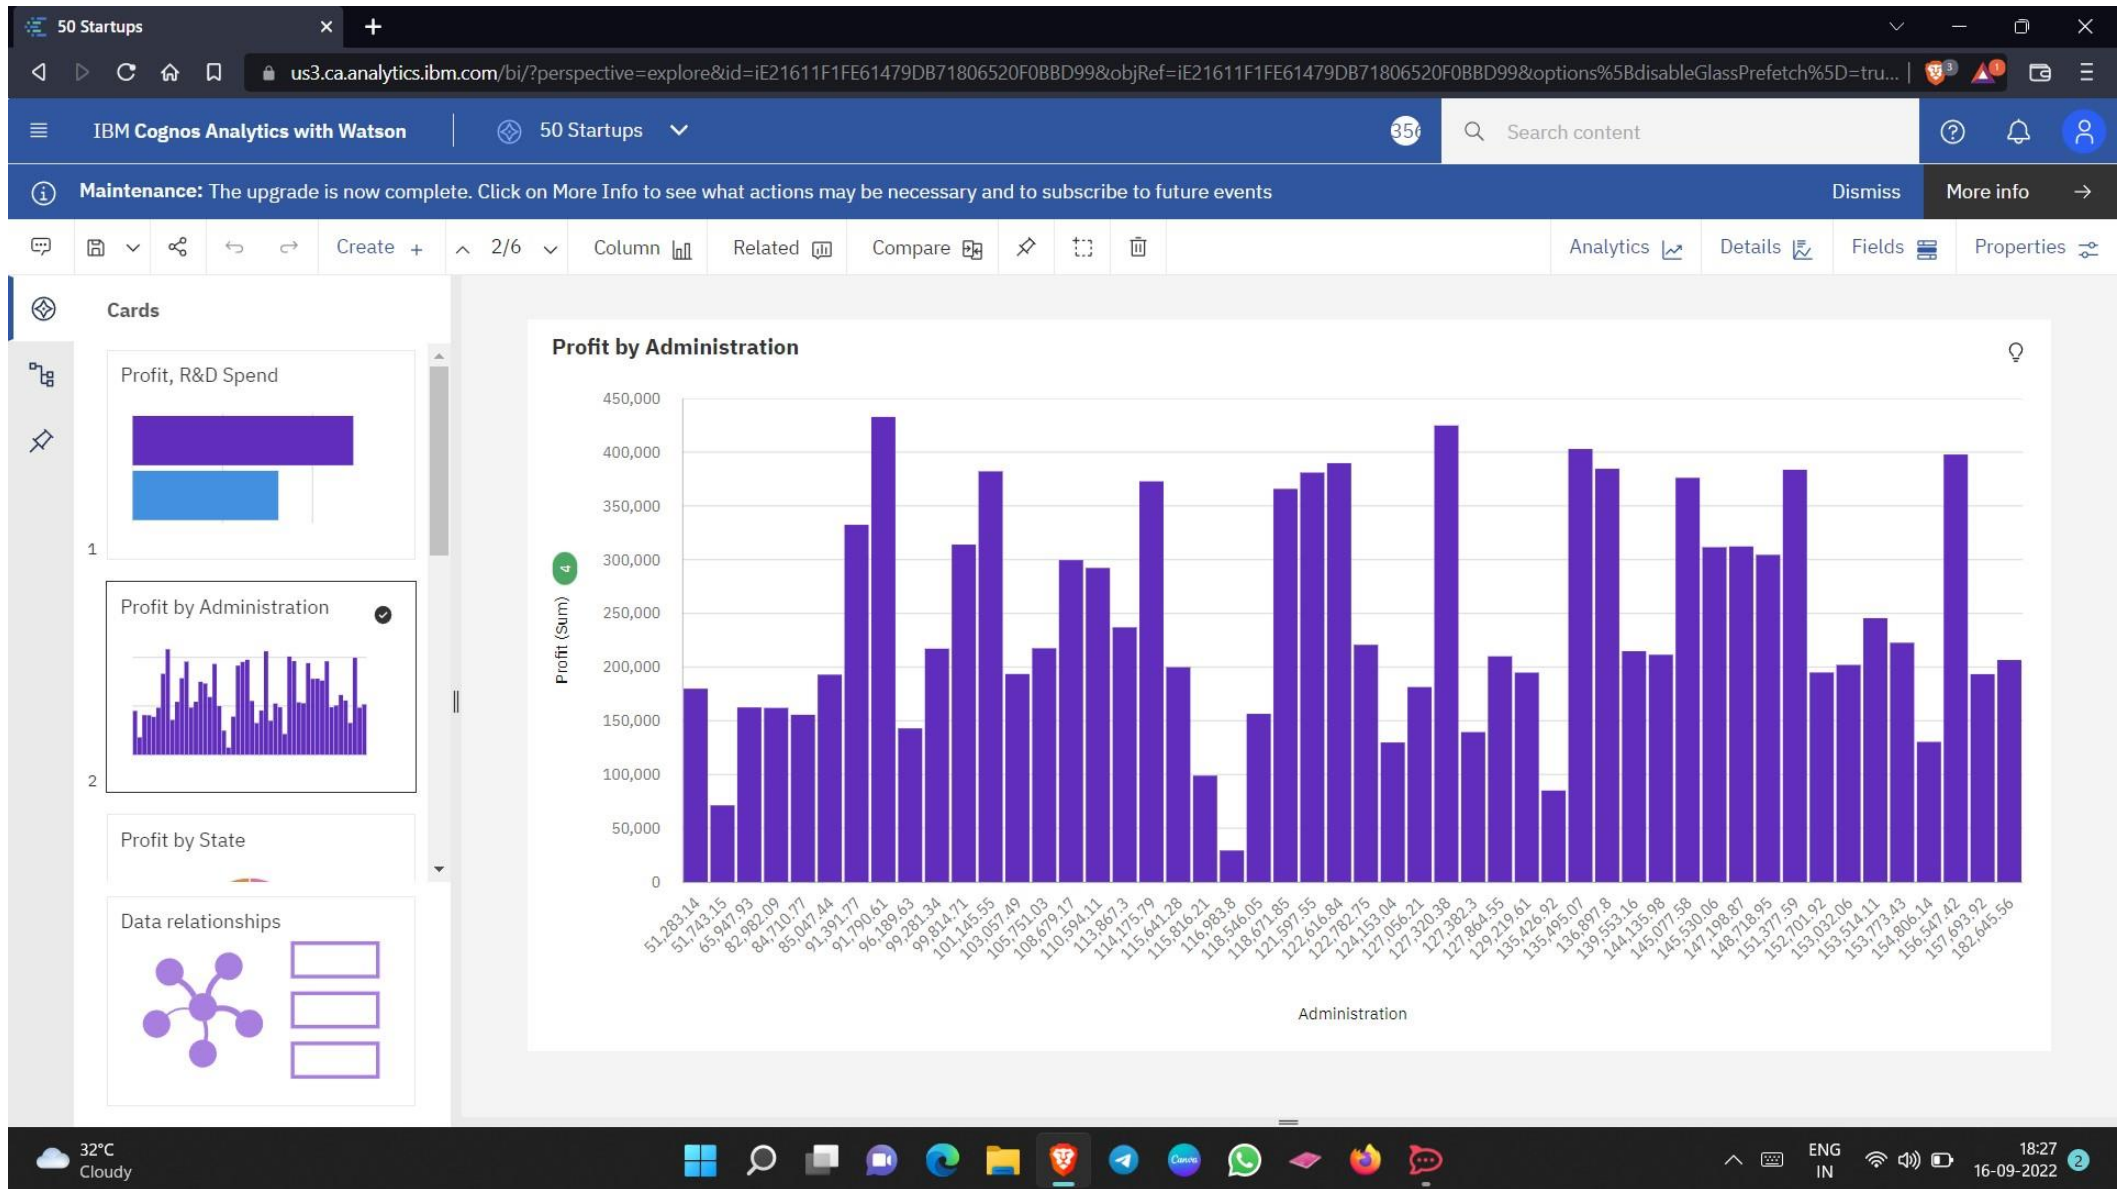 50 Startups
us3.ca.analytics.ibm.com/bi/?perspective=explore&id=iE21611F1FE61479DB71806520F0BBD99&objRef=iE21611F1FE61479DB71806520F0BBD99&options%5BdisableGlassPrefetch%5D=tru...
3
1
IBM Cognos Analytics with Watson
50 Startups
Search content
Maintenance: The upgrade is now complete. Click on More Info to see what actions may be necessary and to subscribe to future events
Dismiss
More info
Create
2/6
Column
Related
Compare
Analytics
Details
Fields
Properties
Cards
Profit, R&D Spend
1
Profit by Administration
2
Profit by State
Data relationships
Profit by Administration
450,000
400,000
350,000
300,000
250,000
200,000
150,000
100,000
50,000
0
4
Profit (Sum)
51,283.14
51,743.15
65,947.93
82,982.09
84,710.77
85,047.44
91,391.77
91,790.61
96,189.63
99,281.34
99,814.71
101,145.55
103,057.49
105,751.03
108,679.17
110,594.11
113,867.3
114,175.79
115,641.28
115,816.21
116,983.8
118,546.05
118,671.85
121,597.55
122,616.84
122,782.75
124,153.04
127,056.21
127,320.38
127,382.3
127,864.55
129,219.61
135,426.92
135,495.07
136,897.8
139,553.16
144,135.98
145,077.58
145,530.06
147,198.87
148,718.95
151,377.59
152,701.92
153,032.06
153,514.11
153,773.43
154,806.14
156,547.42
157,693.92
182,645.56
Administration
32°C
Cloudy
Canva
ENG
IN
18:27
16-09-2022
2